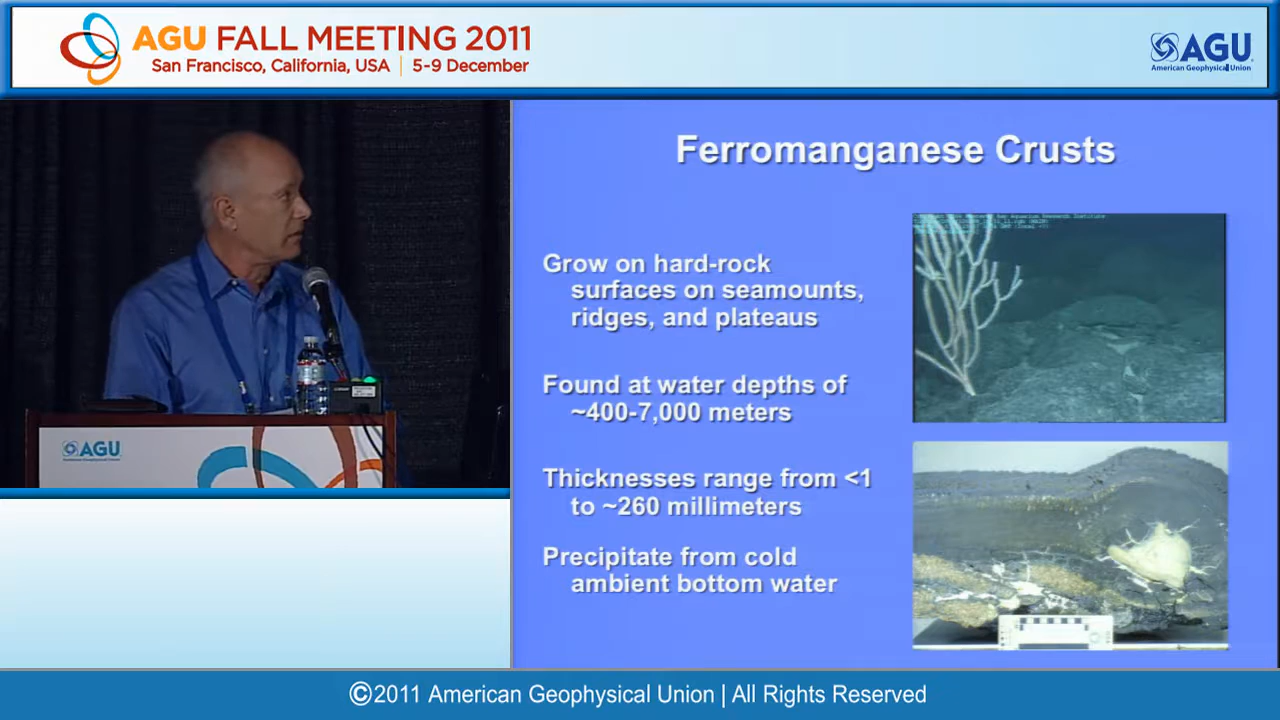 AGU FALL MEETING 2011
San Francisco, California, USA | 5-9 December
AGU
American Geophysical Union
Ferromanganese Crusts
Grow on hard-rock
surfaces on seamounts,
ridges, and plateaus
Found at water depths of
~400-7,000 meters
Thicknesses range from <1
to ~260 millimeters
Precipitate from cold
ambient bottom water
AGU
©2011 American Geophysical Union | All Rights Reserved